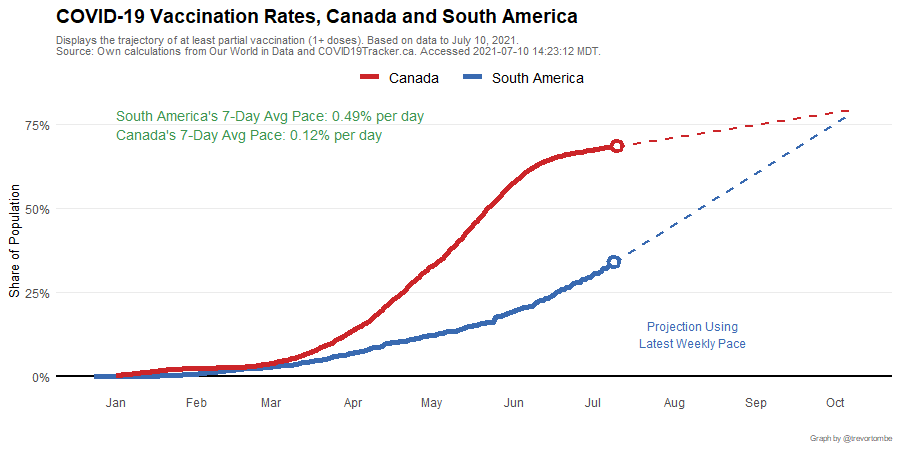 COVID-19 Vaccination Rates, Canada and South America
Displays the trajectory of at least partial vaccination (1+ doses). Based on data to July 10, 2021.
Source: Own calculations from Our World in Data and COVID19Tracker.ca. Accessed 2021-07-10 14:23:12 MDT.
Canada South America
South America's 7-Day Avg Pace: 0.49% per day
Canada's 7-Day Avg Pace: 0.12% per day
Share of Population
75%
50%
25%
0%
Projection Using
Latest Weekly Pace
Jan Feb Mar Apr May Jun Jul Aug Sep Oct
Graph by @trevortombe